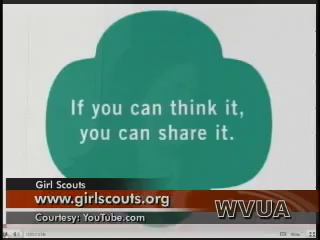 If you can think it,
you can share it.
Girl Scouts
www.girlscouts.org
WVUA
Courtesy: YouTube.com